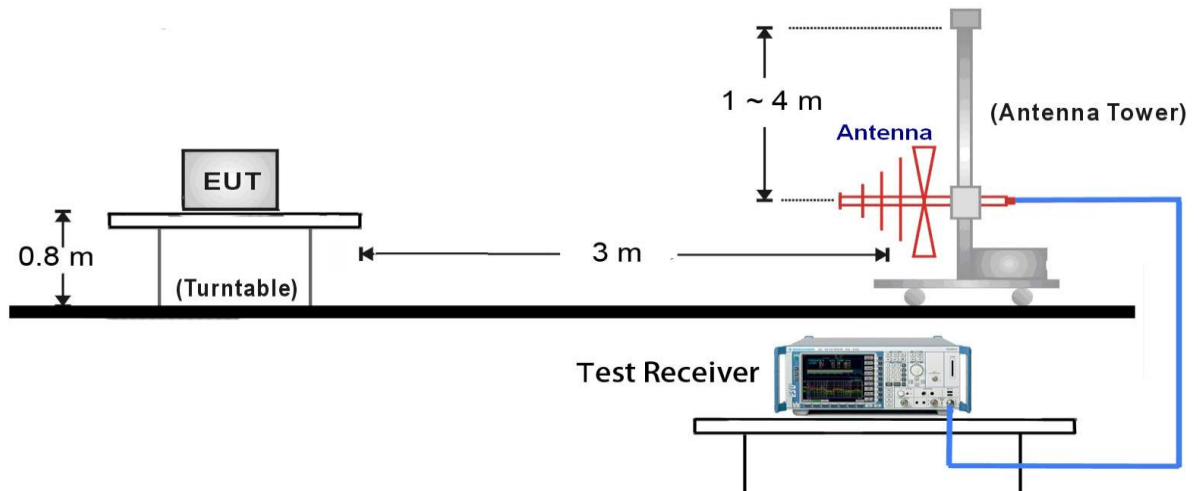 1 ~ 4 m
(Antenna Tower)
Antenna
EUT
0.8 m
3 m
(Turntable)
Test Receiver